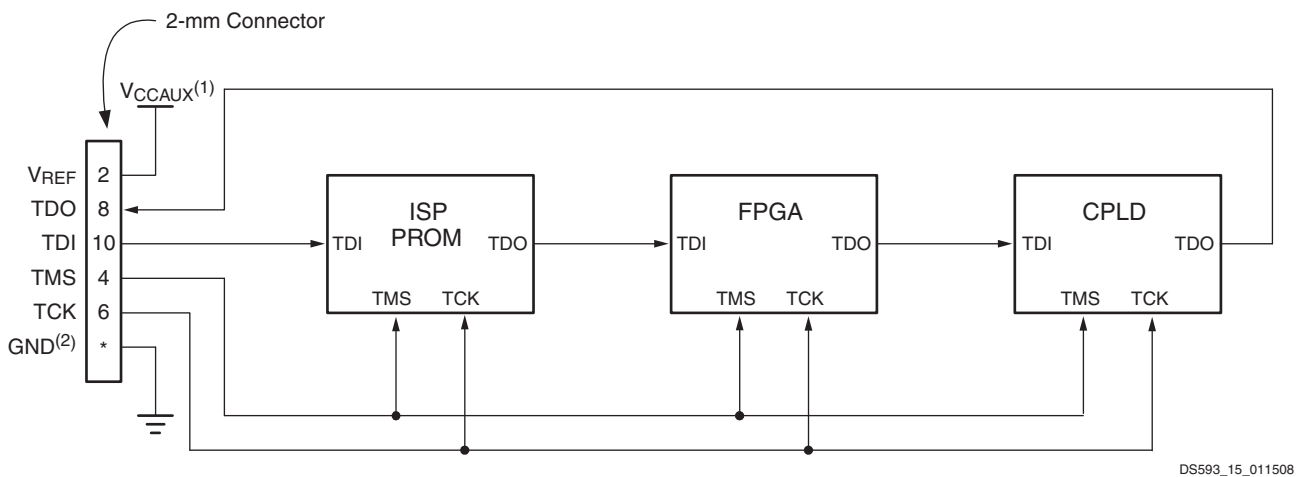 2-mm Connector
VCCAUX(1)
VREF 2
TDO 8
TDI 10
TMS 4
TCK 6
GND(2) *
ISP
PROM
TDI TDO
TMS TCK
FPGA
TDI TDO
TMS TCK
CPLD
TDI TDO
TMS TCK
DS593_15_011508